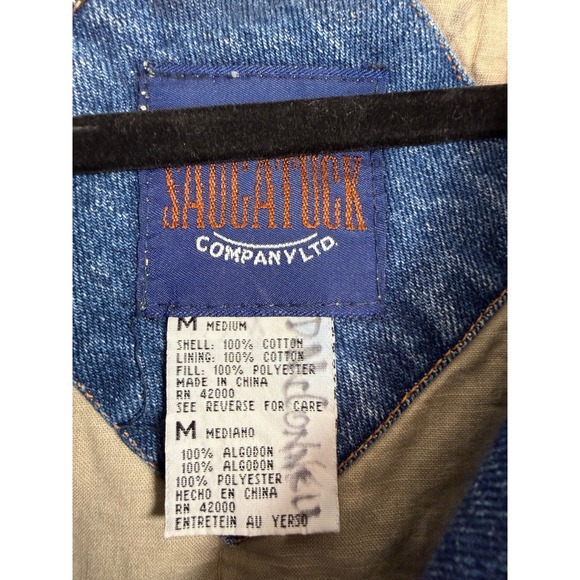 SAUGATUCK
COMPANY LTD.
M MEDIUM
SHELL: 100% COTTON
LINING: 100% COTTON
FILL: 100% POLYESTER
MADE IN CHINA
RN 42000
SEE REVERSE FOR CARE
M MEDIANO
100% ALGODON
100% ALGODON
100% POLYESTER
HECHO EN CHINA
RN 42000
ENTRETEIN AU YERSO